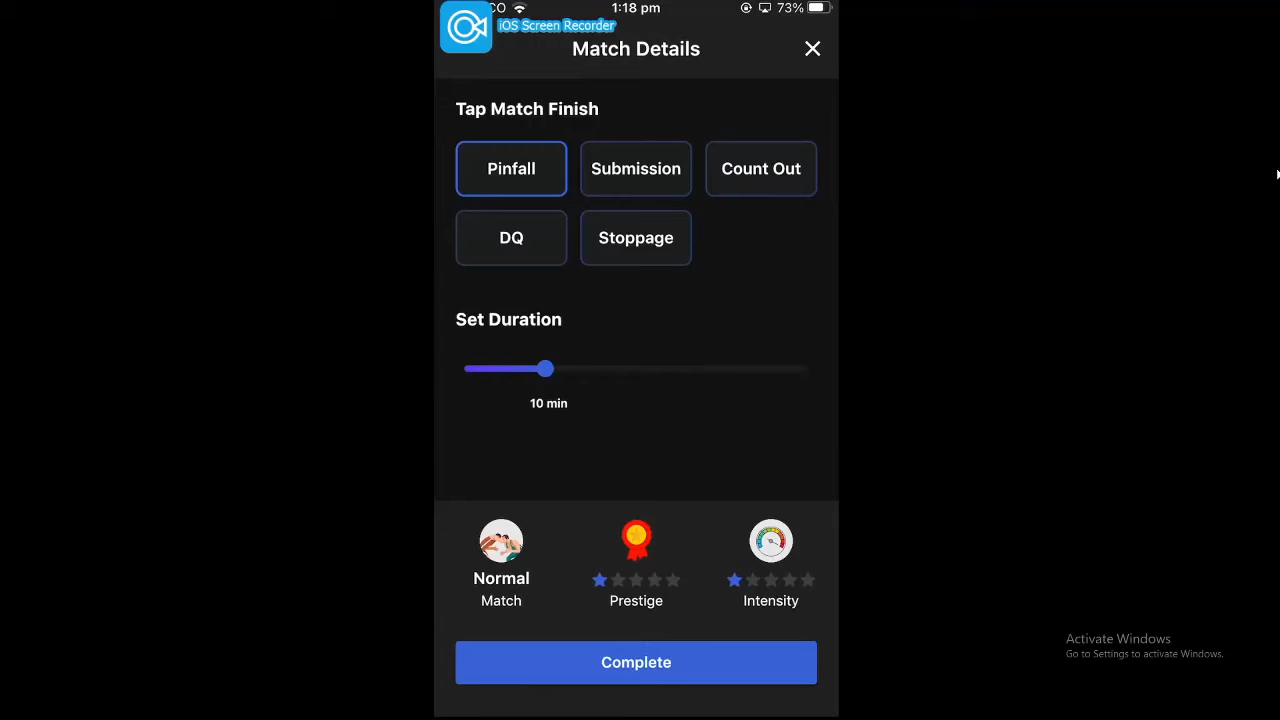 CO 1:18 pm 73%
iOS Screen Recorder
Match Details
Tap Match Finish
Pinfall Submission Count Out
DQ Stoppage
Set Duration
10 min
Normal
Match Prestige Intensity
Complete
Activate Windows
Go to Settings to activate Windows.